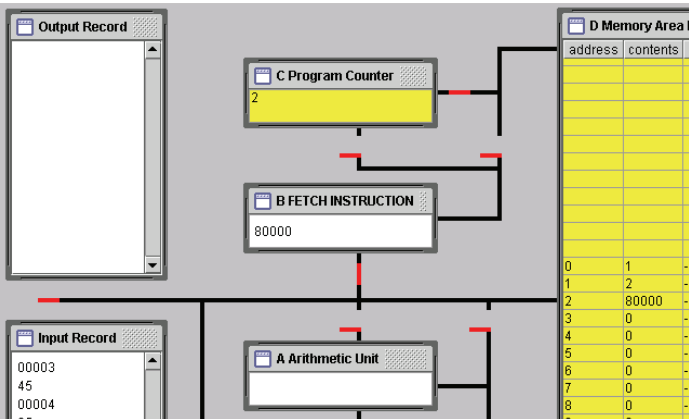 Output Record
C Program Counter
2
B FETCH INSTRUCTION
80000
Input Record
00003
45
00004
A Arithmetic Unit
D Memory Area
address contents
0 1 -
1 2 -
2 80000 -
3 0 -
4 0 -
5 0 -
6 0 -
7 0 -
8 0 -